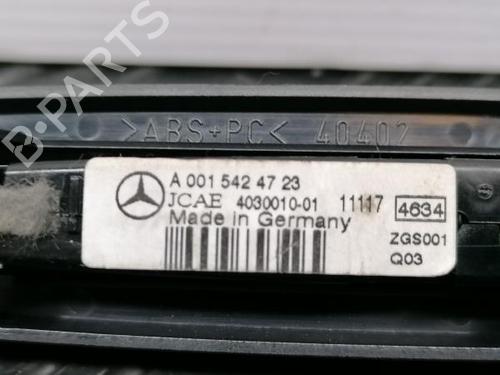 >ABS+PC< 40402
A 001 542 47 23
JCAE 4030010-01 11117 4634
Made in Germany
ZGS001
Q03
B-PARTS